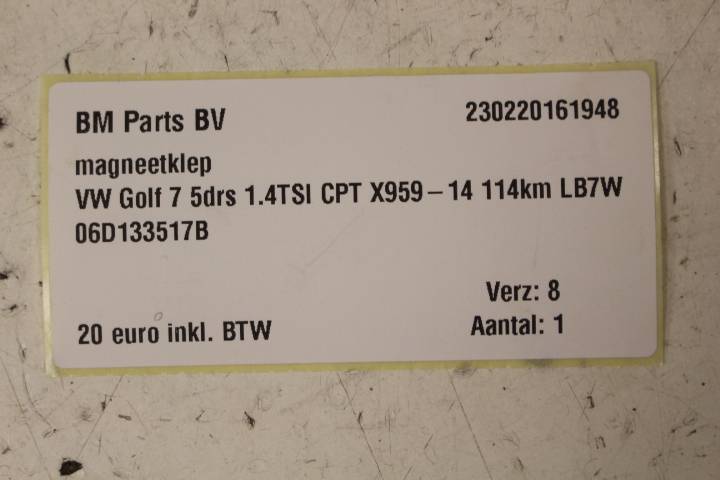 BM Parts BV 230220161948
magneetklep
VW Golf 7 5drs 1.4TSI CPT X959-14 114km LB7W
06D133517B
Verz: 8
20 euro inkl. BTW Aantal: 1